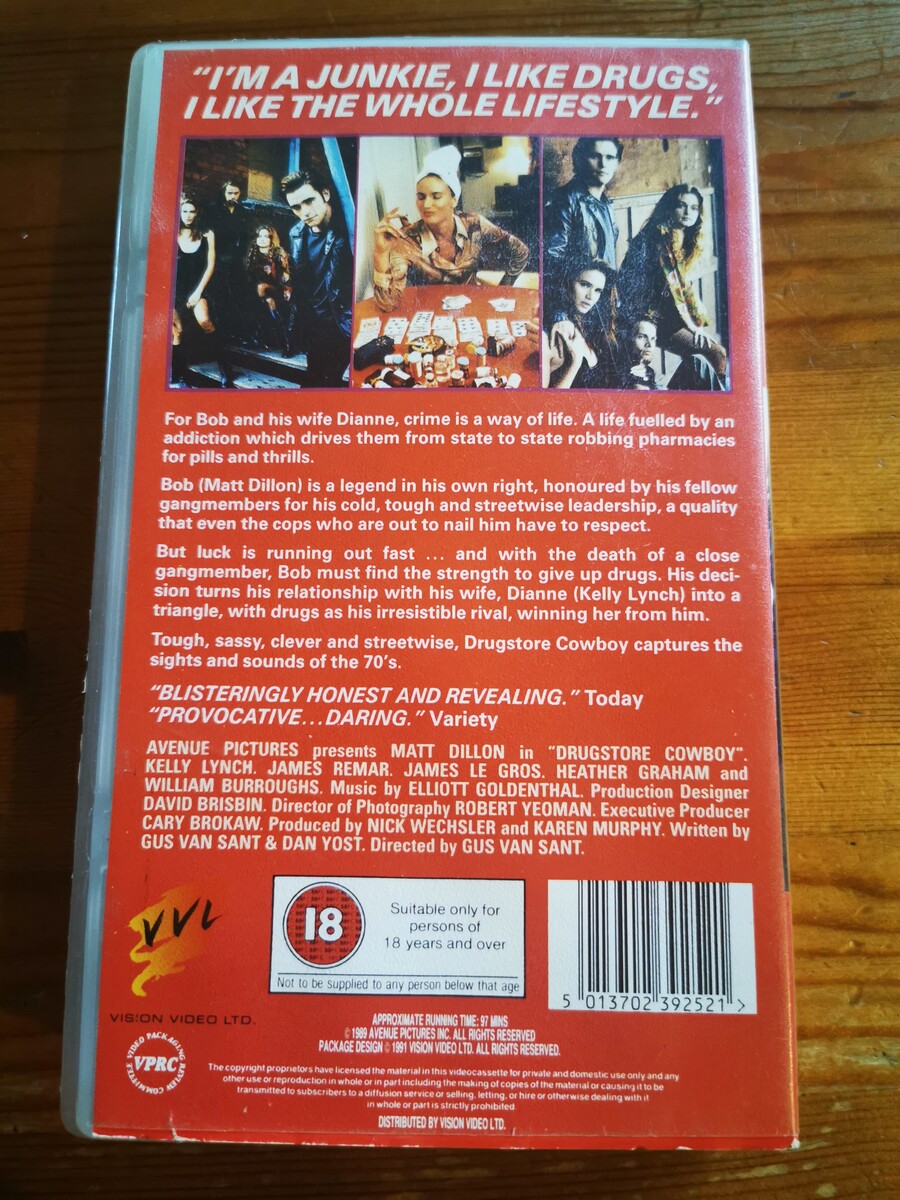 "I'M A JUNKIE, I LIKE DRUGS,
I LIKE THE WHOLE LIFESTYLE."
For Bob and his wife Dianne, crime is a way of life. A life fuelled by an
addiction which drives them from state to state robbing pharmacies
for pills and thrills.
Bob (Matt Dillon) is a legend in his own right, honoured by his fellow
gangmembers for his cold, tough and streetwise leadership, a quality
that even the cops who are out to nail him have to respect.
But luck is running out fast ... and with the death of a close
gangmember, Bob must find the strength to give up drugs. His deci-
sion turns his relationship with his wife, Dianne (Kelly Lynch) into a
triangle, with drugs as his irresistible rival, winning her from him.
Tough, sassy, clever and streetwise, Drugstore Cowboy captures the
sights and sounds of the 70's.
"BLISTERINGLY HONEST AND REVEALING." Today
"PROVOCATIVE...DARING." Variety
AVENUE PICTURES presents MATT DILLON in "DRUGSTORE COWBOY".
KELLY LYNCH. JAMES REMAR. JAMES LE GROS. HEATHER GRAHAM and
WILLIAM BURROUGHS. Music by ELLIOTT GOLDENTHAL. Production Designer
DAVID BRISBIN. Director of Photography ROBERT YEOMAN. Executive Producer
CARY BROKAW. Produced by NICK WECHSLER and KAREN MURPHY. Written by
GUS VAN SANT & DAN YOST. Directed by GUS VAN SANT.
VVL
VISION VIDEO LTD.
18
Suitable only for
persons of
18 years and over
Not to be supplied to any person below that age
5 013702 392521 >
APPROXIMATE RUNNING TIME: 97 MINS
© 1989 AVENUE PICTURES INC. ALL RIGHTS RESERVED
PACKAGE DESIGN © 1991 VISION VIDEO LTD. ALL RIGHTS RESERVED.
VIDEO PACKAGING REVIEW COMMITTEE
VPRC
The copyright proprietors have licensed the material in this videocassette for private and domestic use only and any
other use or reproduction in whole or in part including the making of copies of the material or causing it to be
transmitted to subscribers to a diffusion service or selling, letting, or hire or otherwise dealing with it
in whole or part is strictly prohibited.
DISTRIBUTED BY VISION VIDEO LTD.